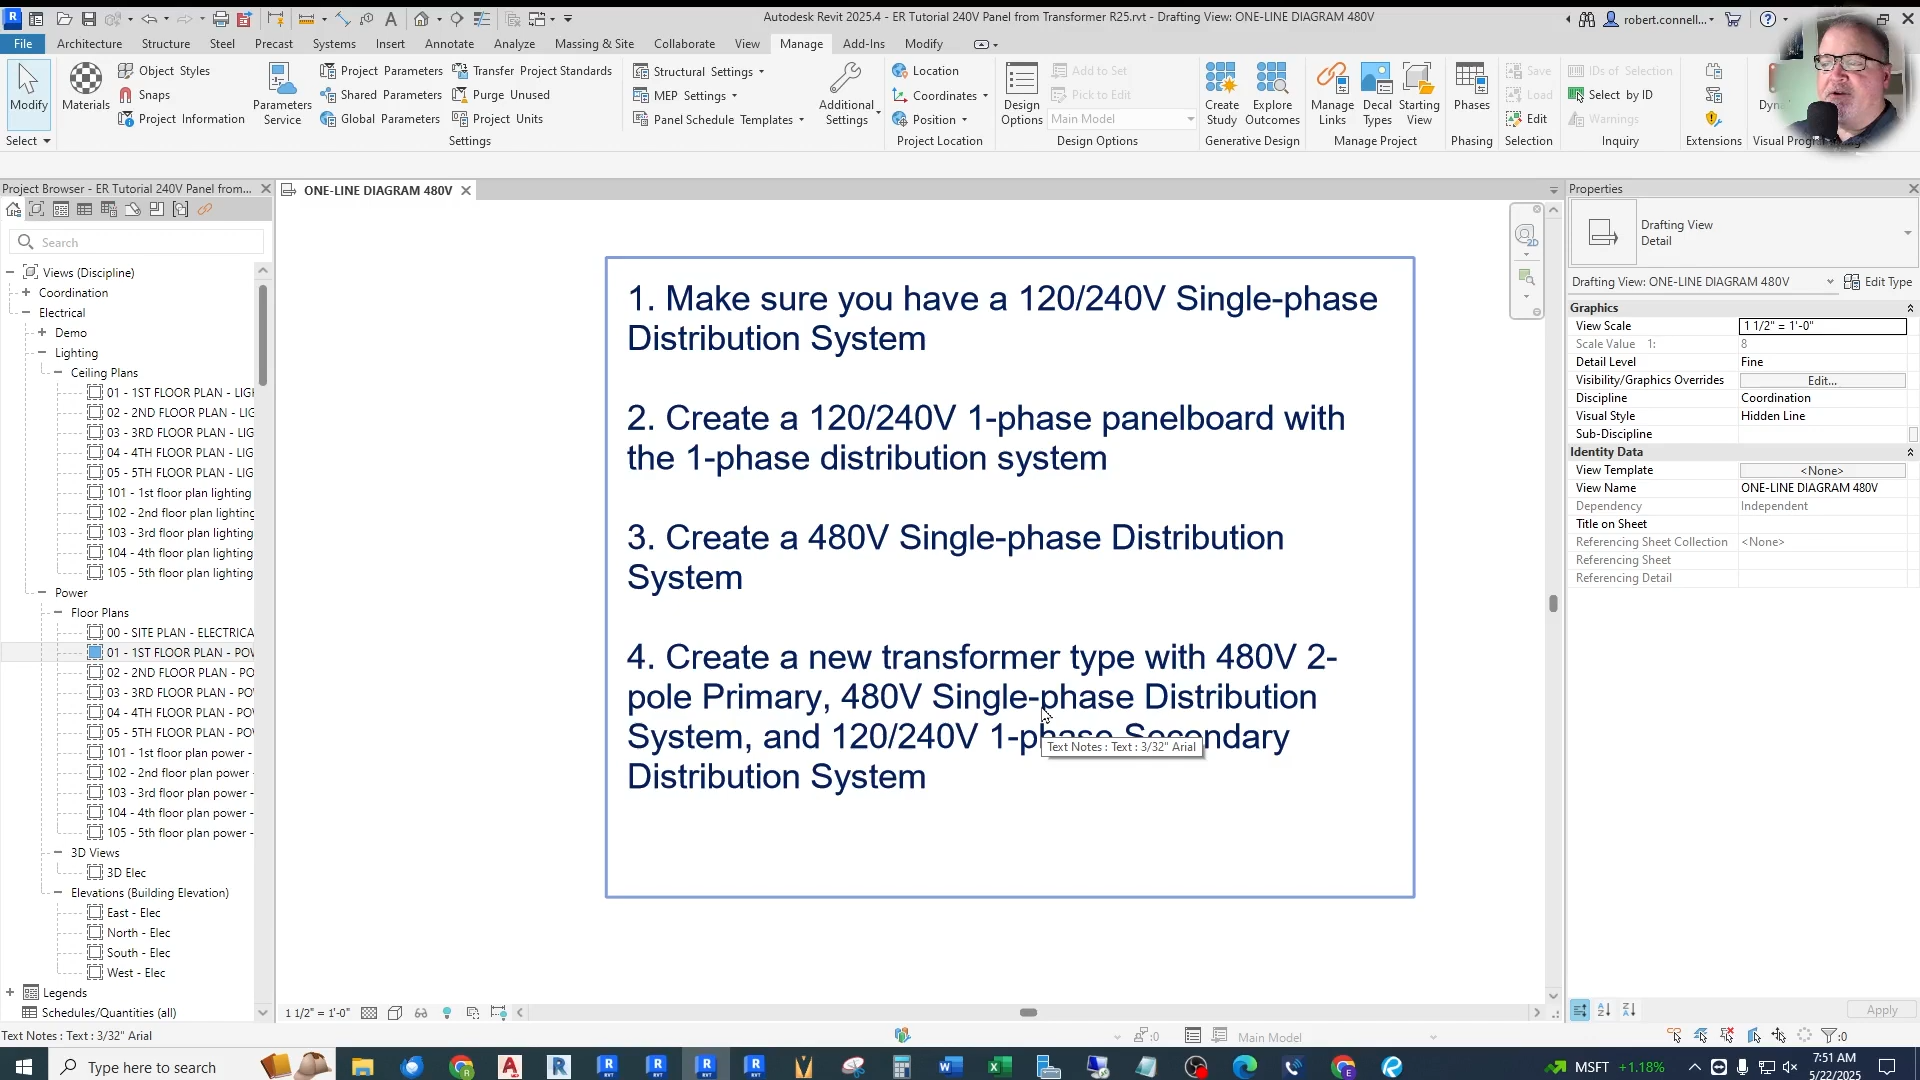 Autodesk Revit 2025.4 - ER Tutorial 240V Panel from Transformer R25.rvt - Drafting View: ONE-LINE DIAGRAM 480V
robert.connell...
File Architecture Structure Steel Precast Systems Insert Annotate Analyze Massing & Site Collaborate View Manage Add-Ins Modify
Modify
Select
Materials
Object Styles
Snaps
Project Information
Parameters Service
Project Parameters
Shared Parameters
Global Parameters
Transfer Project Standards
Purge Unused
Project Units
Settings
Structural Settings
MEP Settings
Panel Schedule Templates
Additional Settings
Location
Coordinates
Position
Project Location
Design Options
Add to Set
Pick to Edit
Main Model
Design Options
Create Study
Explore Outcomes
Generative Design
Manage Links
Decal Types
Starting View
Manage Project
Phases
Phasing
Save
Load
Edit
Selection
IDs of Selection
Select by ID
Warnings
Inquiry
Extensions
Project Browser - ER Tutorial 240V Panel from...
Search
Views (Discipline)
Coordination
Electrical
Demo
Lighting
Ceiling Plans
01 - 1ST FLOOR PLAN - LIGH
02 - 2ND FLOOR PLAN - LIG
03 - 3RD FLOOR PLAN - LIG
04 - 4TH FLOOR PLAN - LIG
05 - 5TH FLOOR PLAN - LIG
101 - 1st floor plan lighting
102 - 2nd floor plan lighting
103 - 3rd floor plan lighting
104 - 4th floor plan lighting
105 - 5th floor plan lighting
Power
Floor Plans
00 - SITE PLAN - ELECTRICA
01 - 1ST FLOOR PLAN - POW
02 - 2ND FLOOR PLAN - PO
03 - 3RD FLOOR PLAN - PO
04 - 4TH FLOOR PLAN - PO
05 - 5TH FLOOR PLAN - PO
101 - 1st floor plan power -
102 - 2nd floor plan power -
103 - 3rd floor plan power -
104 - 4th floor plan power -
105 - 5th floor plan power -
3D Views
3D Elec
Elevations (Building Elevation)
East - Elec
North - Elec
South - Elec
West - Elec
Legends
Schedules/Quantities (all)
ONE-LINE DIAGRAM 480V
1. Make sure you have a 120/240V Single-phase
Distribution System
2. Create a 120/240V 1-phase panelboard with
the 1-phase distribution system
3. Create a 480V Single-phase Distribution
System
4. Create a new transformer type with 480V 2-
pole Primary, 480V Single-phase Distribution
System, and 120/240V 1-phase Secondary
Text Notes : Text : 3/32" Arial
Distribution System
2D
Properties
Drafting View
Detail
Drafting View: ONE-LINE DIAGRAM 480V
Edit Type
Graphics
View Scale 1 1/2" = 1'-0"
Scale Value 1: 8
Detail Level Fine
Visibility/Graphics Overrides Edit...
Discipline Coordination
Visual Style Hidden Line
Sub-Discipline
Identity Data
View Template <None>
View Name ONE-LINE DIAGRAM 480V
Dependency Independent
Title on Sheet
Referencing Sheet Collection <None>
Referencing Sheet
Referencing Detail
Apply
1 1/2" = 1'-0"
Text Notes : Text : 3/32" Arial
:0
Main Model
:0
Type here to search
MSFT +1.18%
7:51 AM
5/22/2025